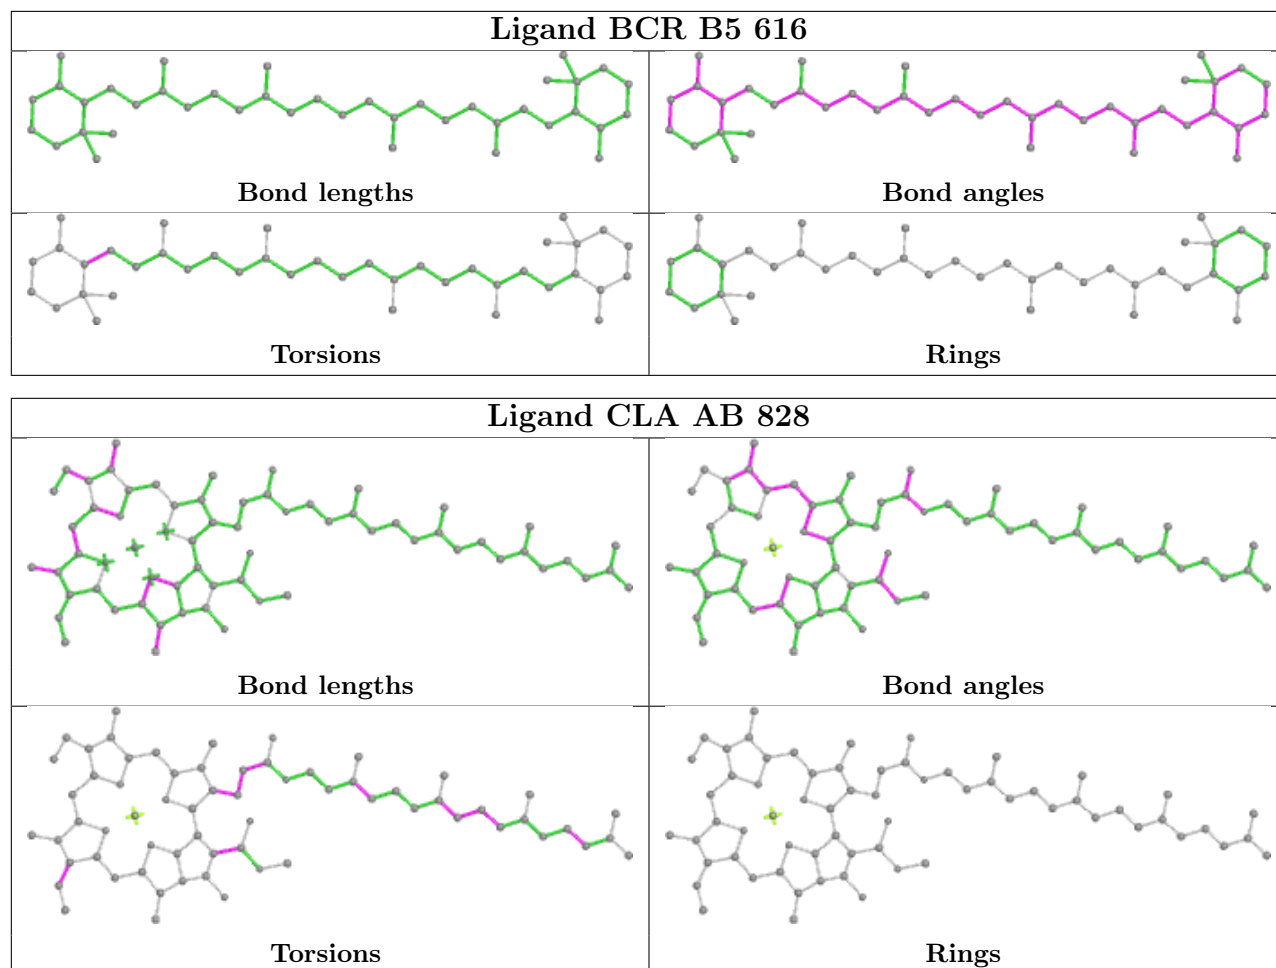 Ligand BCR B5 616
Bond lengths
Bond angles
Torsions
Rings
Ligand CLA AB 828
Bond lengths
Bond angles
Torsions
Rings